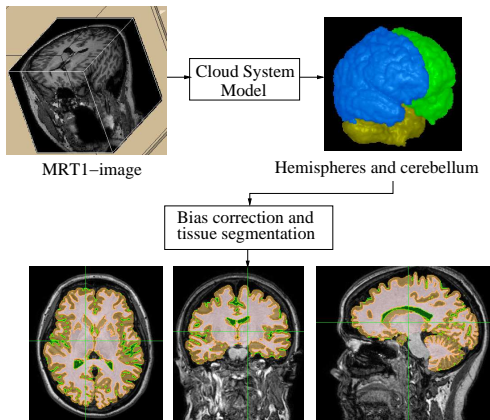 Cloud System
Model
MRT1−image
Hemispheres and cerebellum
Bias correction and
tissue segmentation